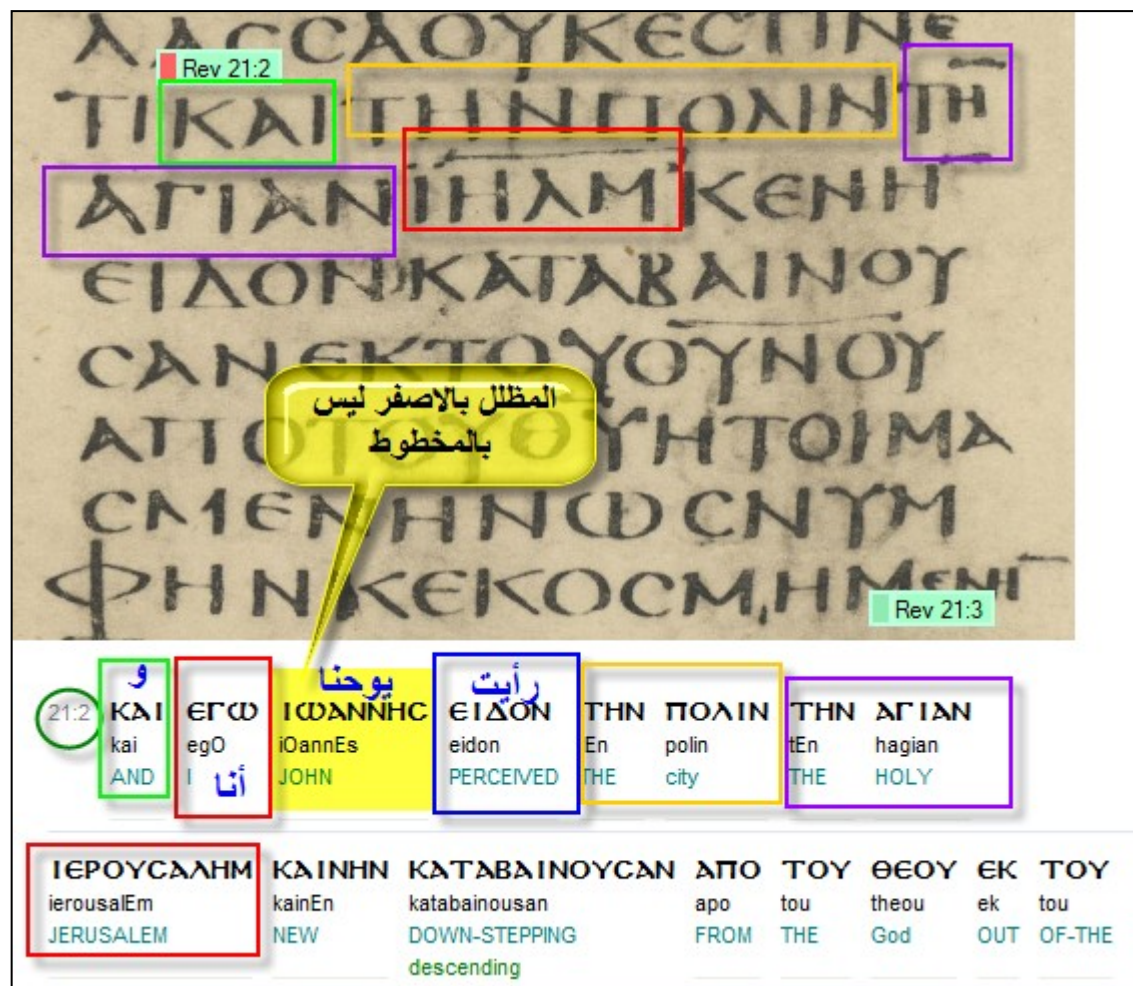 ΛΑCCΑΟΥΚΕCΤΙΝΕ
Rev 21:2
ΤΙΚΑΙΤΗΝΠΟΛΙΝΤΗ
ΑΓΙΑΝΙΗΛΜΚΕΝΗ
ΕΙΔΟΝΚΑΤΑΒΑΙΝΟΥ
CΑΝΕΚΤΟΥΟΥΝΟΥ
المظلل بالاصفر ليس
بالمخطوط
ΑΠΟΤΟΥΘΥΗΤΟΙΜΑ
CΜΕΝΗΝΩCΝΥΜ
ΦΗΝΚΕΚΟCΜΗΜΕΝΗ
Rev 21:3
و يوحنا رأيت
21:2 ΚΑΙ ΕΓΩ ΙΩΑΝΝΗC ΕΙΔΟΝ ΤΗΝ ΠΟΛΙΝ ΤΗΝ ΑΓΙΑΝ
kai egO iOannEs eidon En polin tEn hagian
AND I أنا JOHN PERCEIVED THE city THE HOLY
ΙΕΡΟΥCΑΛΗΜ ΚΑΙΝΗΝ ΚΑΤΑΒΑΙΝΟΥCΑΝ ΑΠΟ ΤΟΥ ΘΕΟΥ ΕΚ ΤΟΥ
ierousalEm kainEn katabainousan apo tou theou ek tou
JERUSALEM NEW DOWN-STEPPING FROM THE God OUT OF-THE
descending